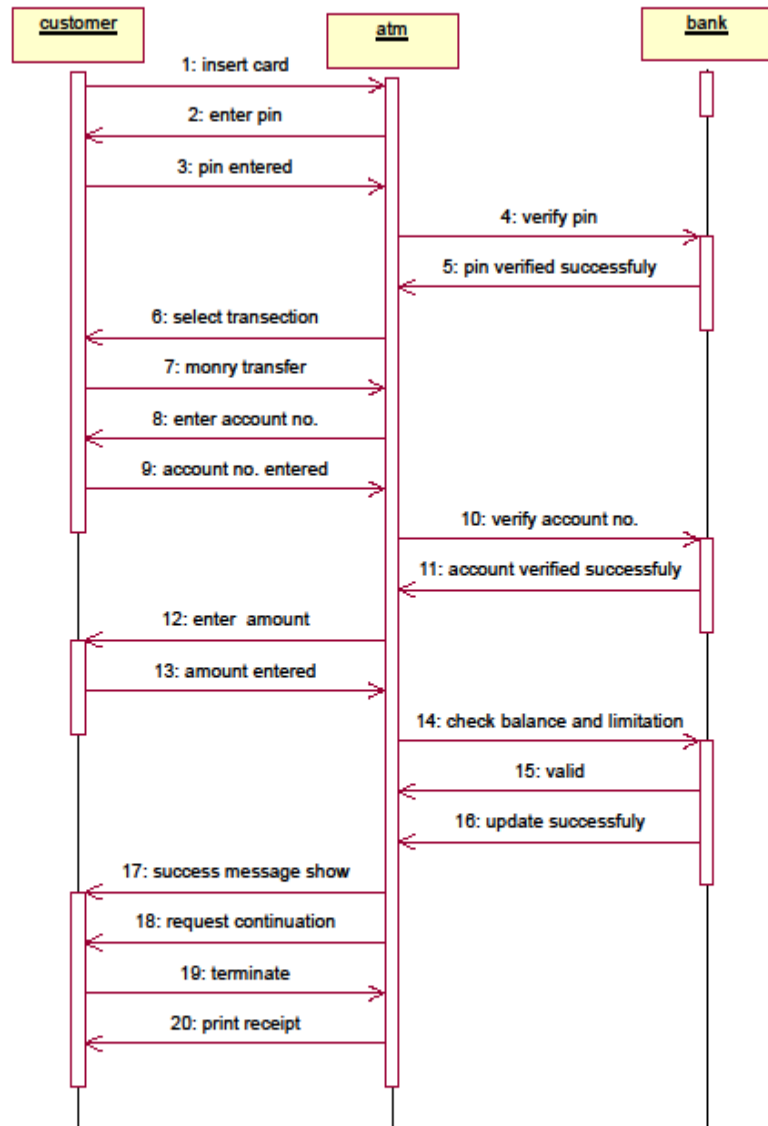 customer
atm
bank
1: insert card
2: enter pin
3: pin entered
4: verify pin
5: pin verified successfuly
6: select transection
7: monry transfer
8: enter account no.
9: account no. entered
10: verify account no.
11: account verified successfuly
12: enter amount
13: amount entered
14: check balance and limitation
15: valid
16: update successfuly
17: success message show
18: request continuation
19: terminate
20: print receipt